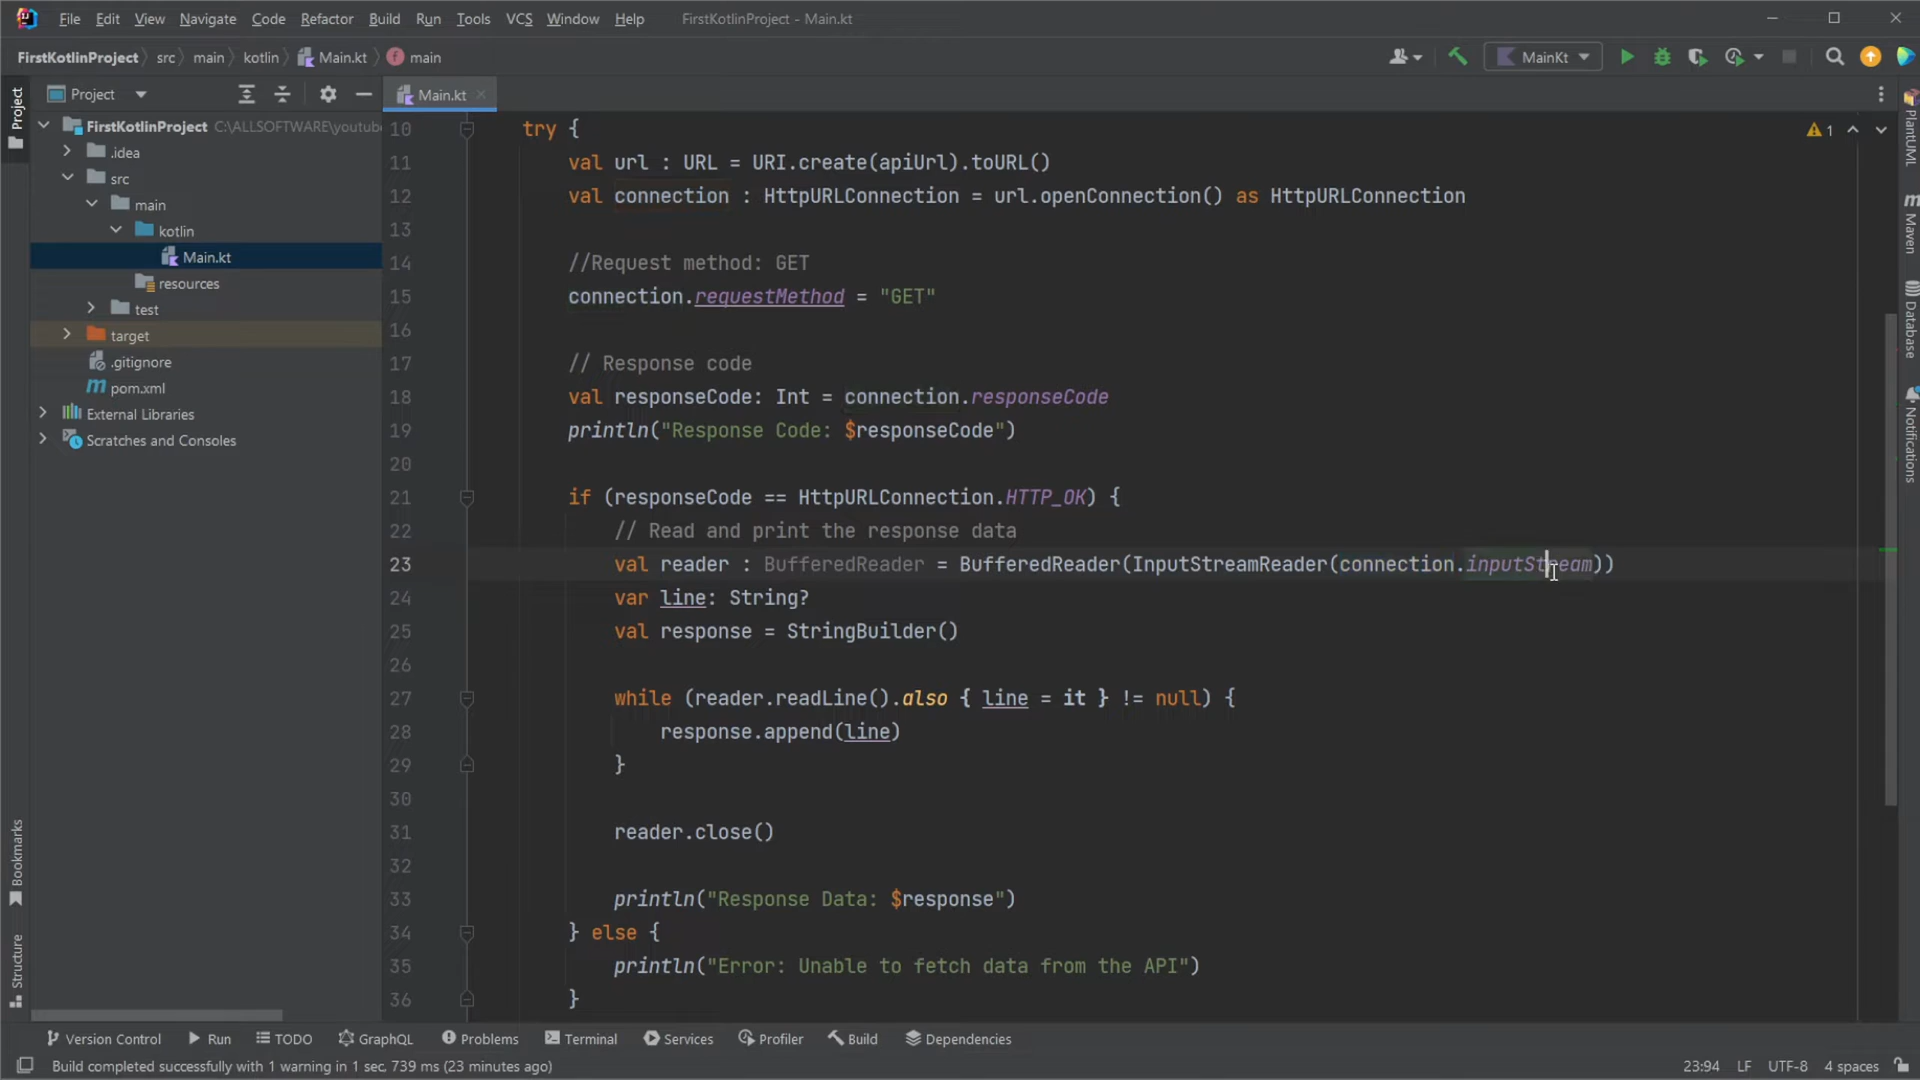 File Edit View Navigate Code Refactor Build Run Tools VCS Window Help FirstKotlinProject - Main.kt
FirstKotlinProject src main kotlin Main.kt main MainKt
Project
Project
Main.kt
FirstKotlinProject C:\ALLSOFTWARE\youtub
.idea
src
main
kotlin
Main.kt
resources
test
target
.gitignore
pom.xml
External Libraries
Scratches and Consoles
10 try {
11 val url : URL = URI.create(apiUrl).toURL()
12 val connection : HttpURLConnection = url.openConnection() as HttpURLConnection
13
14 //Request method: GET
15 connection.requestMethod = "GET"
16
17 // Response code
18 val responseCode: Int = connection.responseCode
19 println("Response Code: $responseCode")
20
21 if (responseCode == HttpURLConnection.HTTP_OK) {
22 // Read and print the response data
23 val reader : BufferedReader = BufferedReader(InputStreamReader(connection.inputStream))
24 var line: String?
25 val response = StringBuilder()
26
27 while (reader.readLine().also { line = it } != null) {
28 response.append(line)
29 }
30
31 reader.close()
32
33 println("Response Data: $response")
34 } else {
35 println("Error: Unable to fetch data from the API")
36 }
1
PlantUML
m
Maven
Database
Notifications
Bookmarks
Structure
Version Control Run TODO GraphQL Problems Terminal Services Profiler Build Dependencies
Build completed successfully with 1 warning in 1 sec, 739 ms (23 minutes ago) 23:94 LF UTF-8 4 spaces